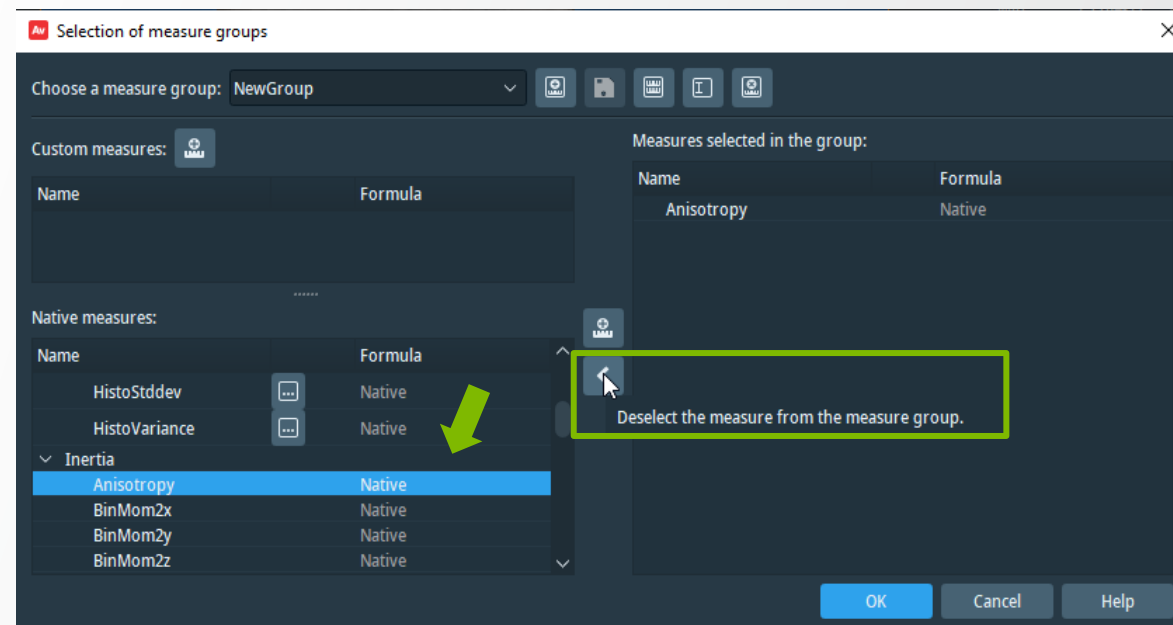 Av Selection of measure groups
Choose a measure group: NewGroup
Custom measures:
Name Formula
Native measures:
Name Formula
HistoStddev ... Native
HistoVariance ... Native
Inertia
Anisotropy Native
BinMom2x Native
BinMom2y Native
BinMom2z Native
Measures selected in the group:
Name Formula
Anisotropy Native
Deselect the measure from the measure group.
OK Cancel Help